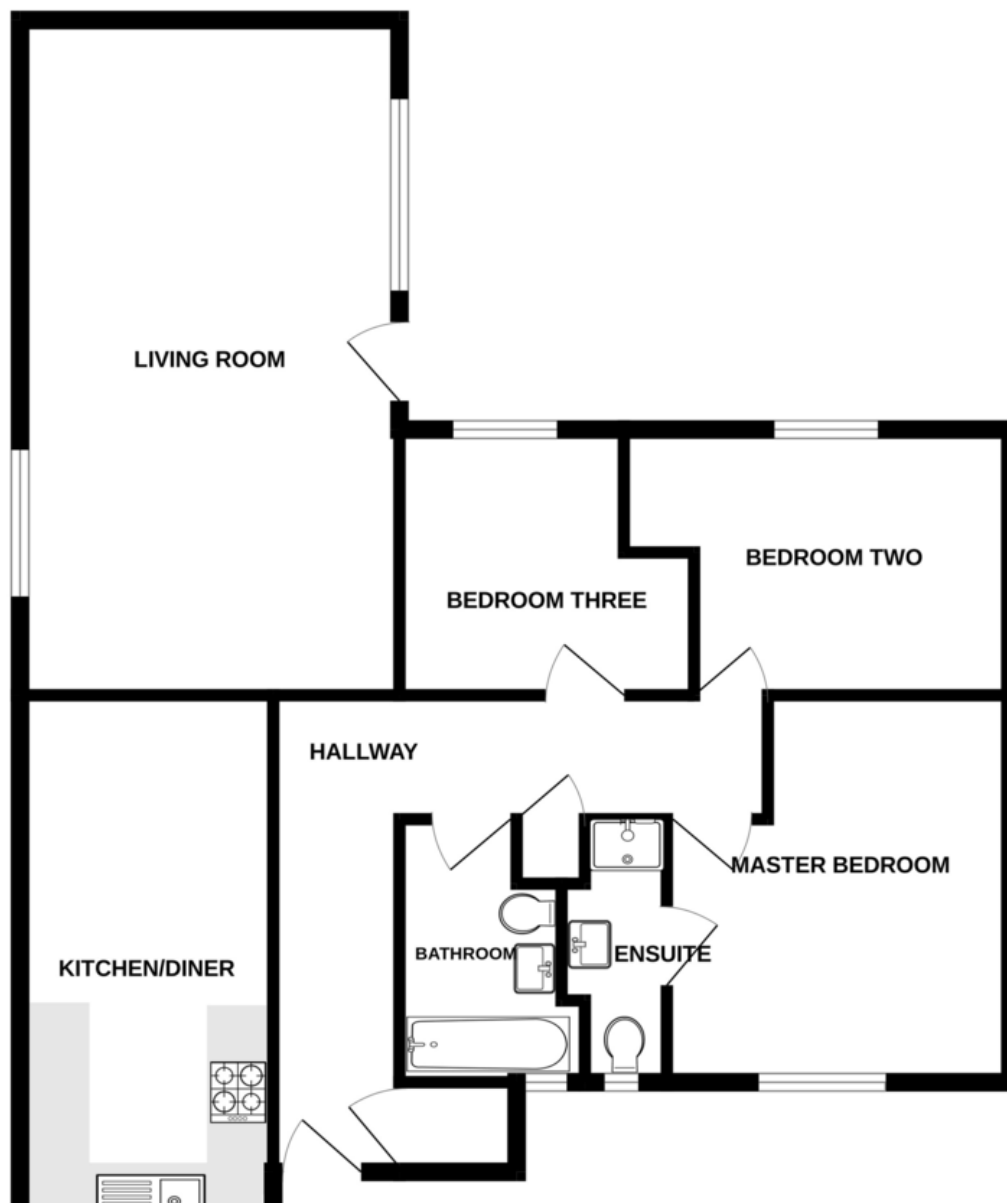 LIVING ROOM
BEDROOM TWO
BEDROOM THREE
HALLWAY
MASTER BEDROOM
BATHROOM
ENSUITE
KITCHEN/DINER